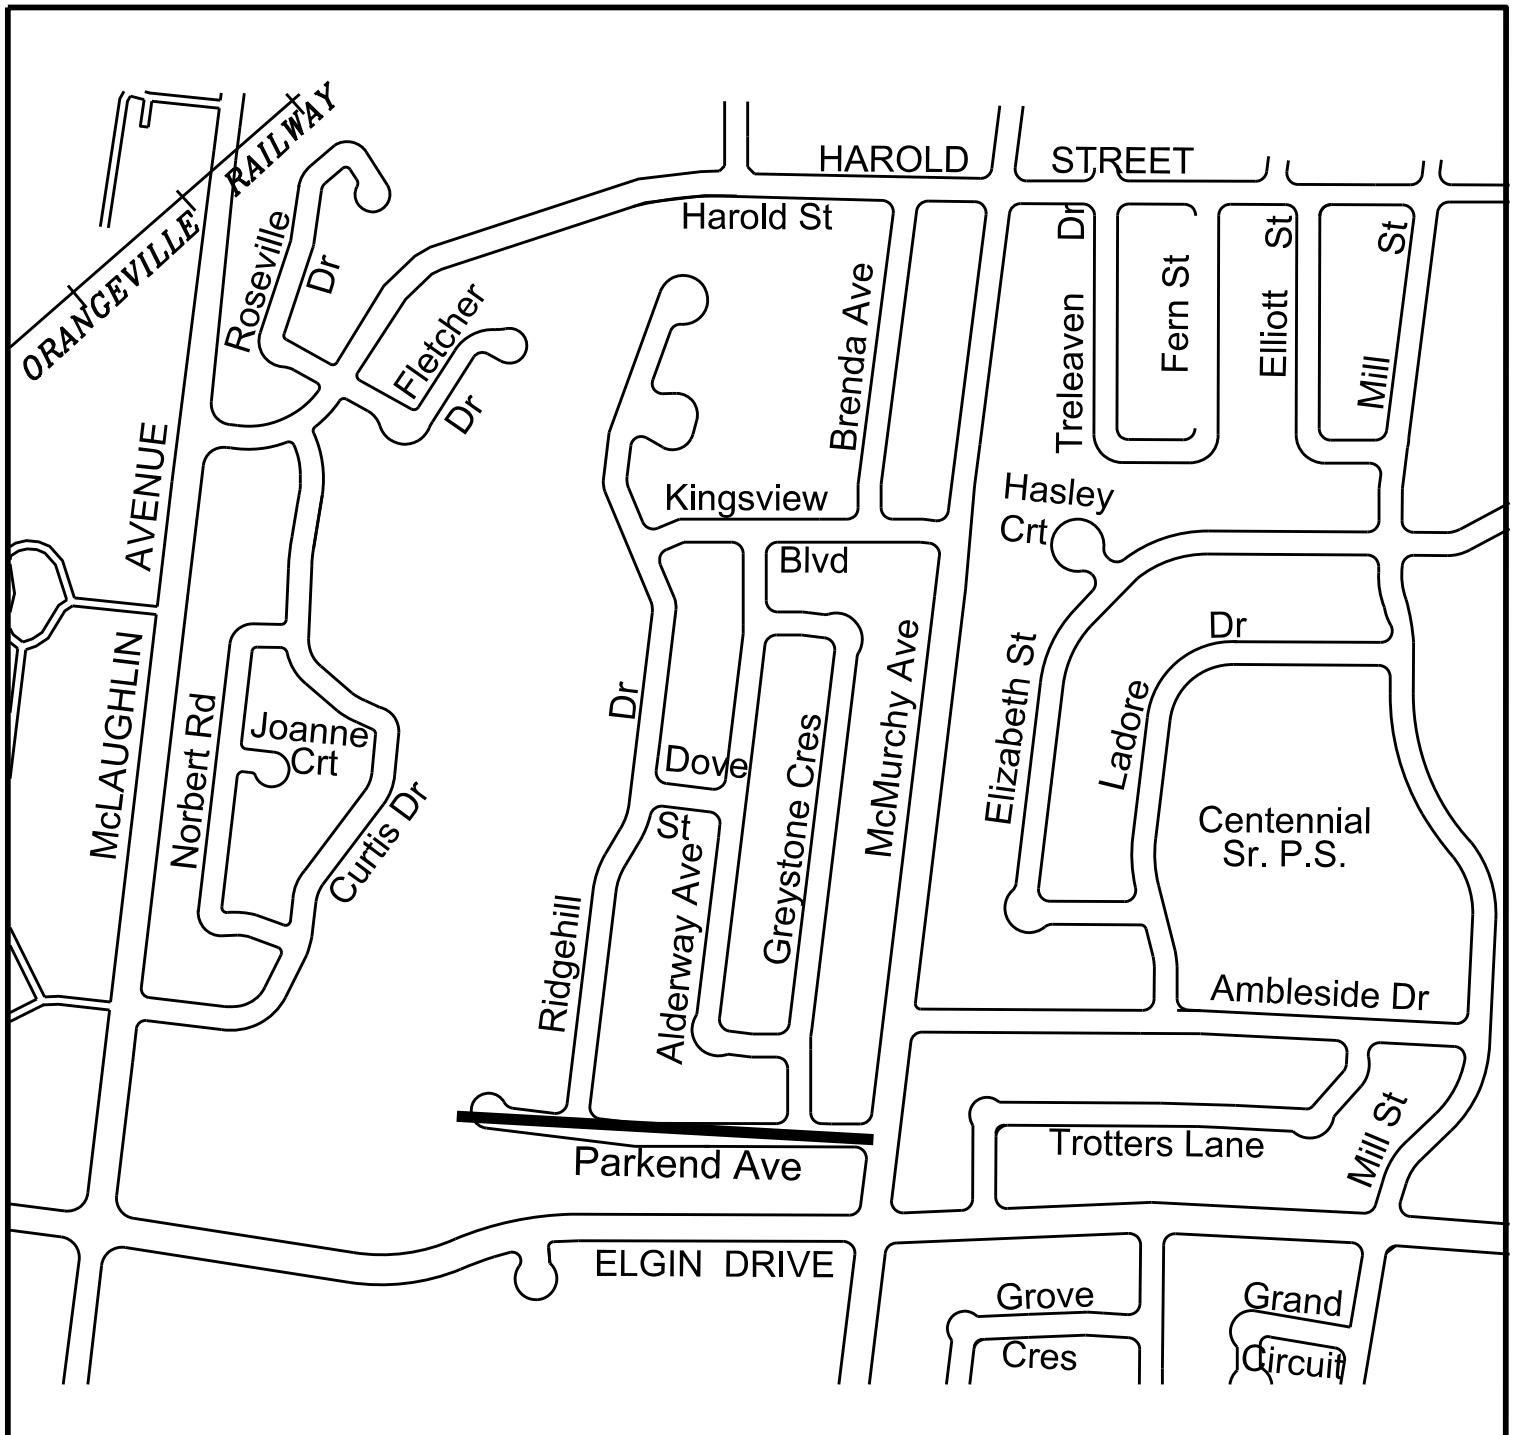 HAROLD STREET
Harold St
ORANGEVILLE RAILWAY
Roseville
Dr
Fletcher
Dr
Brenda Ave
Treleaven Dr
Fern St
Elliott St
Mill St
Kingsview
Blvd
Hasley
Crt
McLAUGHLIN AVENUE
Norbert Rd
Joanne
Crt
Curtis Dr
Ridgehill Dr
Dove
St
Alderway Ave
Greystone Cres
McMurchy Ave
Elizabeth St
Ladore
Dr
Centennial
Sr. P.S.
Ambleside Dr
Trotters Lane
Mill St
Parkend Ave
ELGIN DRIVE
Grove
Cres
Grand
Circuit